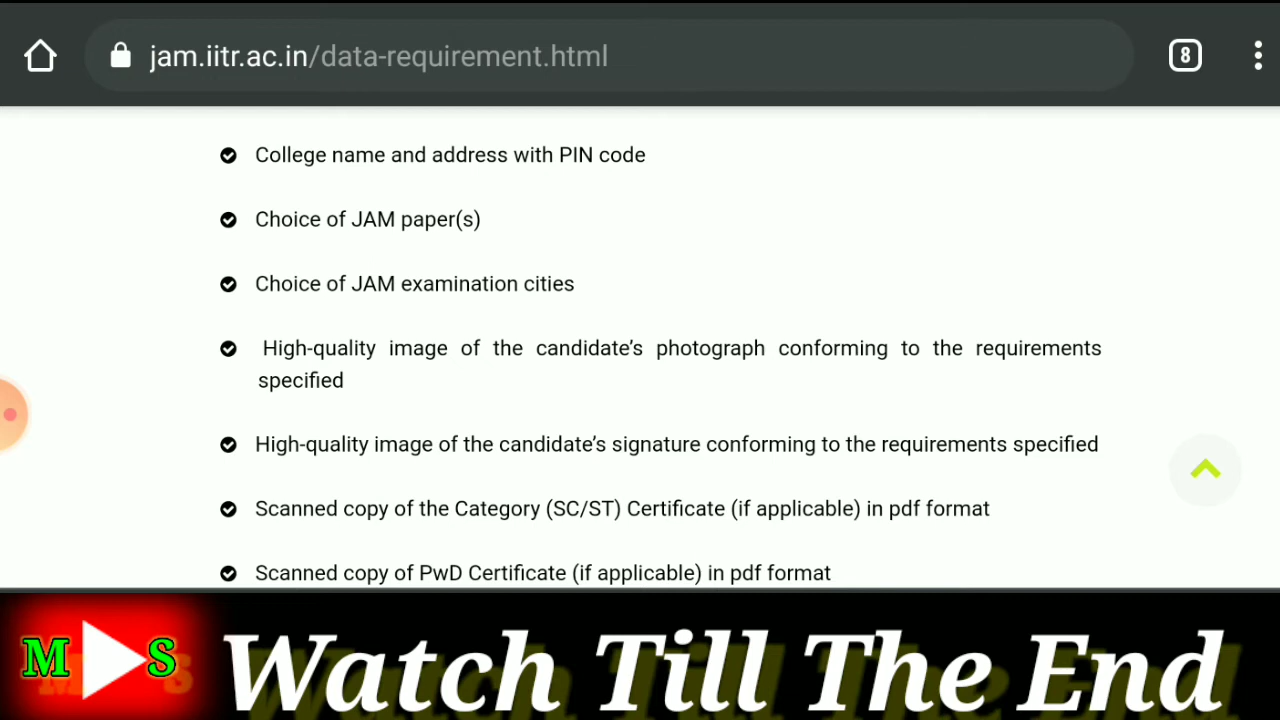 jam.iitr.ac.in/data-requirement.html
8
College name and address with PIN code
Choice of JAM paper(s)
Choice of JAM examination cities
High-quality image of the candidate’s photograph conforming to the requirements
specified
High-quality image of the candidate’s signature conforming to the requirements specified
Scanned copy of the Category (SC/ST) Certificate (if applicable) in pdf format
Scanned copy of PwD Certificate (if applicable) in pdf format
M S Watch Till The End